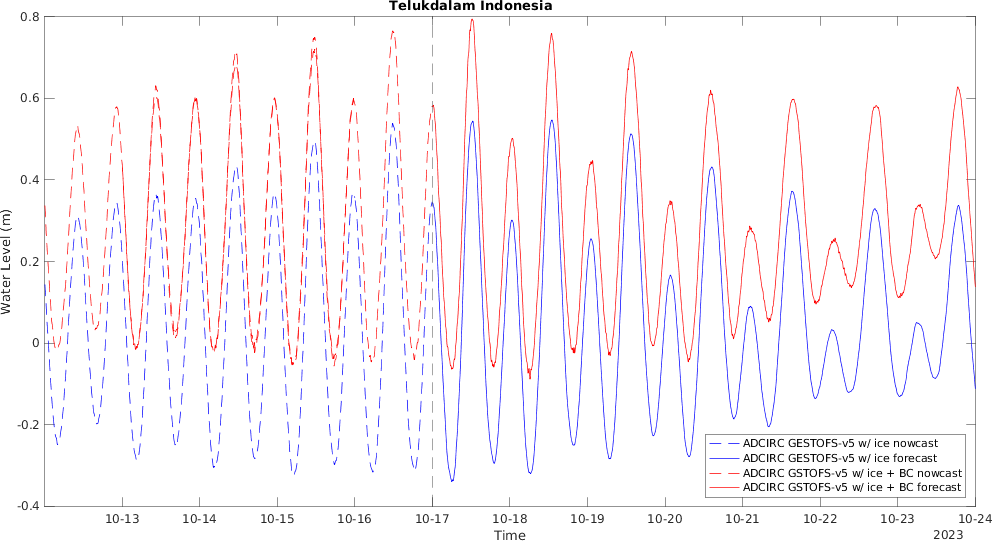 Telukdalam Indonesia
Water Level (m)
0.8
0.6
0.4
0.2
0
-0.2
-0.4
10-13
10-14
10-15
10-16
10-17
10-18
10-19
10-20
10-21
10-22
10-23
10-24
Time
2023
ADCIRC GESTOFS-v5 w/ ice nowcast
ADCIRC GESTOFS-v5 w/ ice forecast
ADCIRC GSTOFS-v5 w/ ice + BC nowcast
ADCIRC GSTOFS-v5 w/ ice + BC forecast